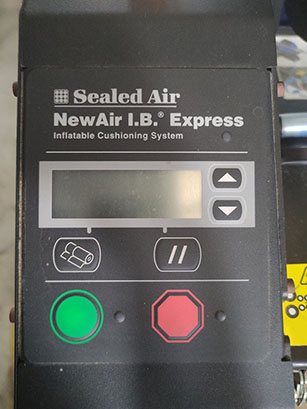 Sealed Air
NewAir I.B.® Express
Inflatable Cushioning System